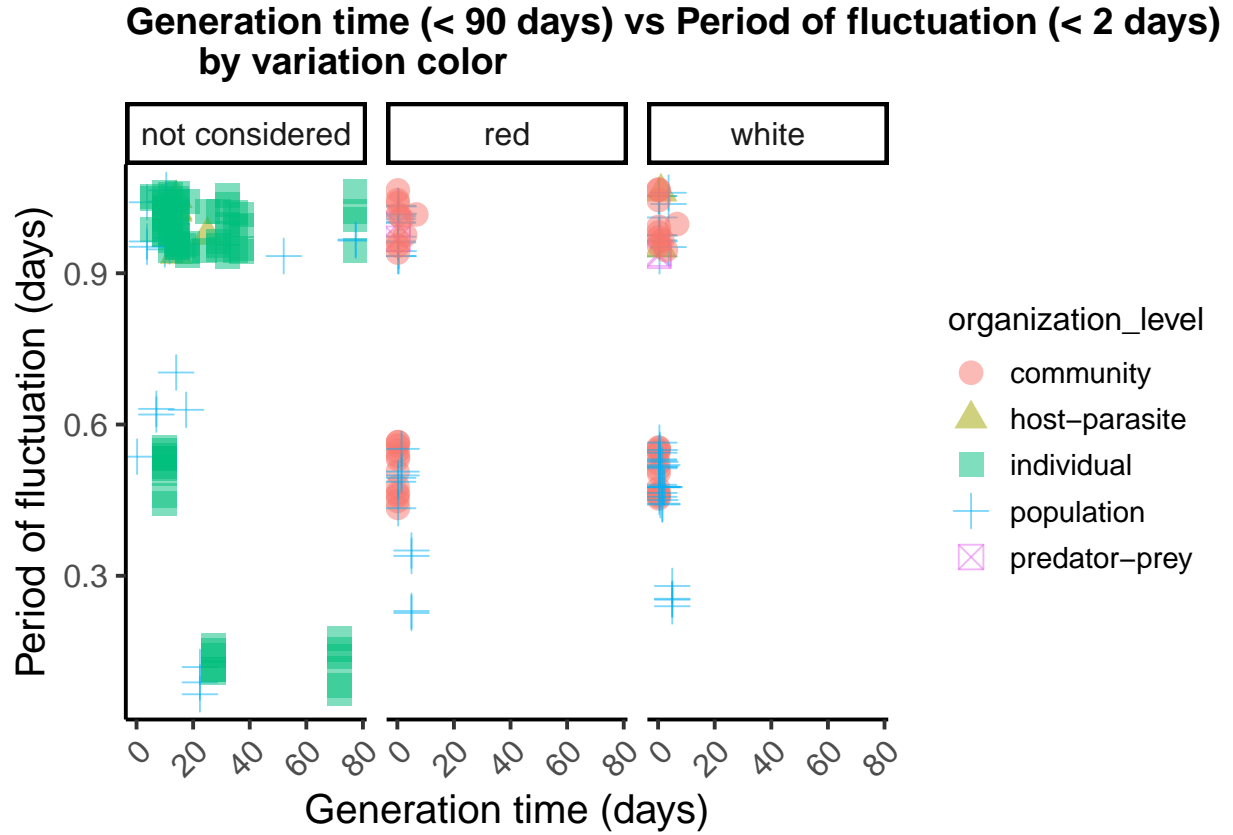 Generation time (< 90 days) vs Period of fluctuation (< 2 days)
by variation color
not considered
red
white
Period of fluctuation (days)
0.9
0.6
0.3
0 20 40 60 80
0 20 40 60 80
0 20 40 60 80
Generation time (days)
organization_level
community
host−parasite
individual
population
predator−prey